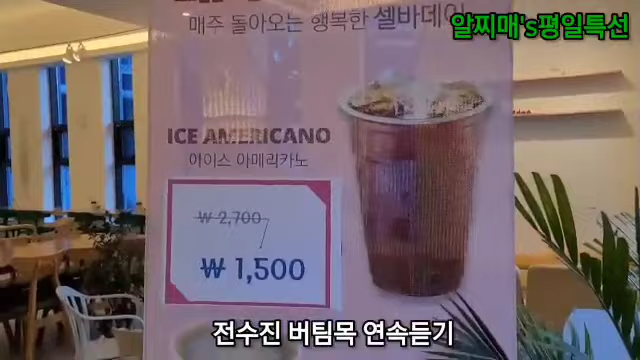 알찌매's평일특선
매주 돌아오는 행복한 셀바데이
ICE AMERICANO
아이스 아메리카노
₩ 2,700
₩ 1,500
전수진 버팀목 연속듣기